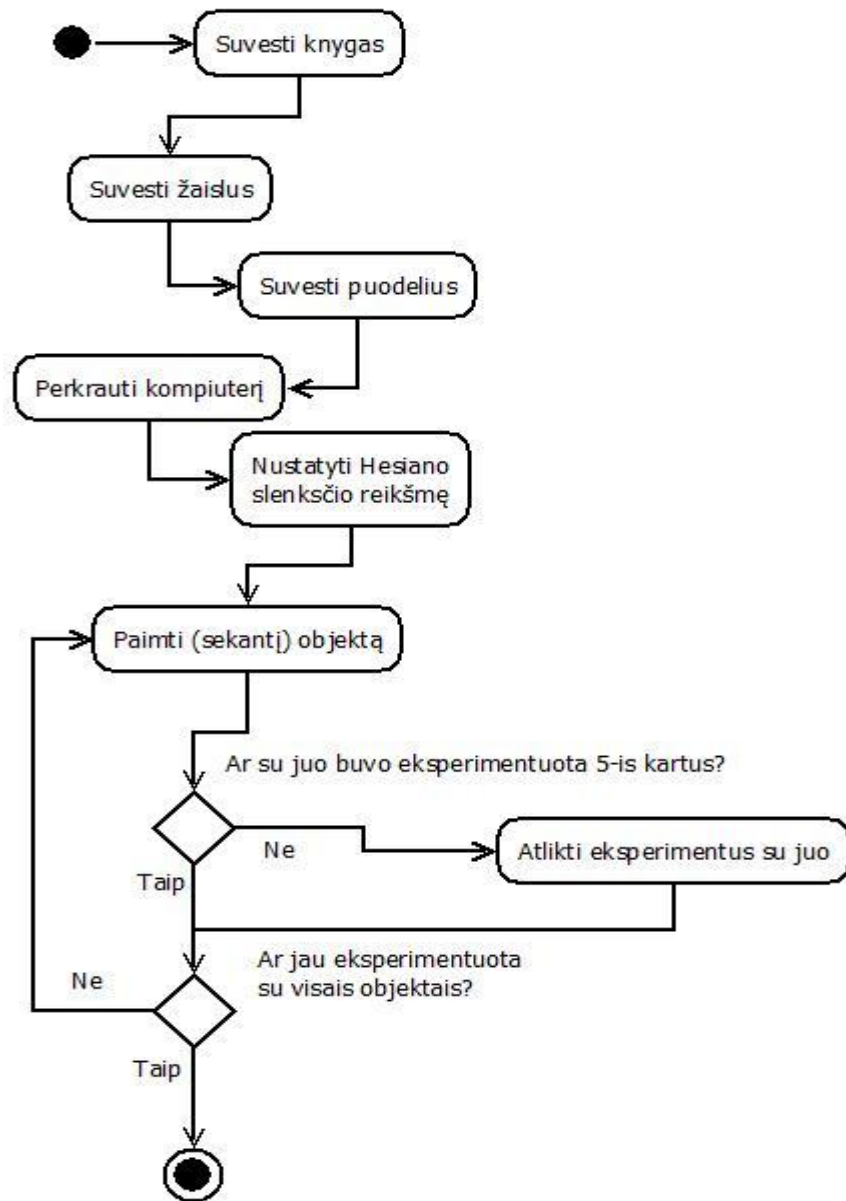 Suvesti knygas
Suvesti žaislus
Suvesti puodelius
Perkrauti kompiuterį
Nustatyti Hesiano
slenksčio reikšmę
Paimti (sekantį) objektą
Ar su juo buvo eksperimentuota 5-is kartus?
Ne
Atlikti eksperimentus su juo
Taip
Ar jau eksperimentuota
su visais objektais?
Ne
Taip